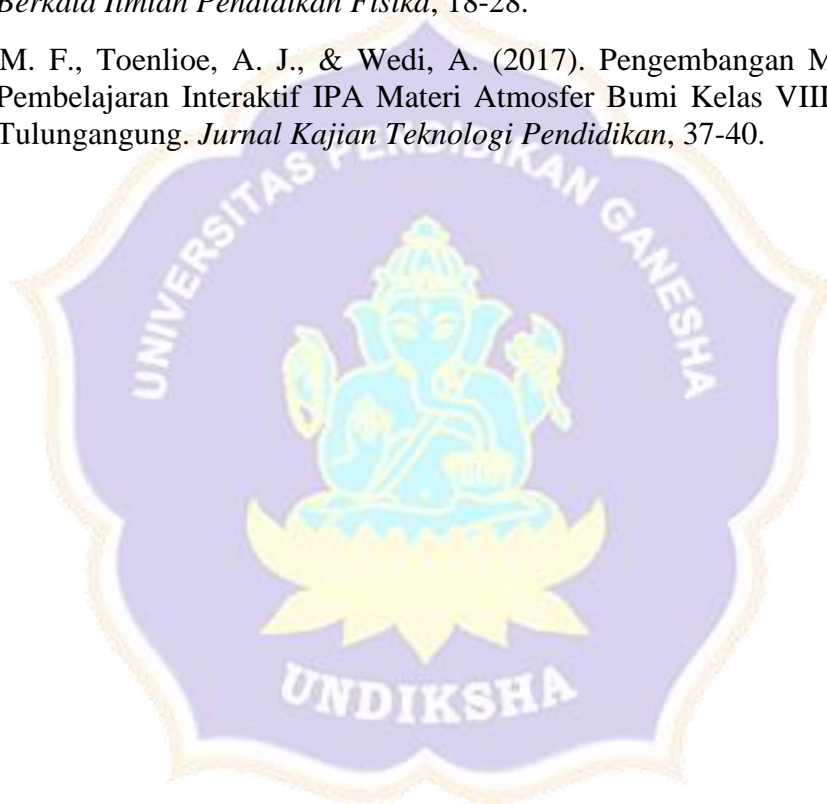 Berkala Ilmiah Pendidikan Fisika, 18-28.
M. F., Toenlioe, A. J., & Wedi, A. (2017). Pengembangan M
Pembelajaran Interaktif IPA Materi Atmosfer Bumi Kelas VIII
Tulungangung. Jurnal Kajian Teknologi Pendidikan, 37-40.
UNIVERSITAS PENDIDIKAN GANESHA
UNDIKSHA